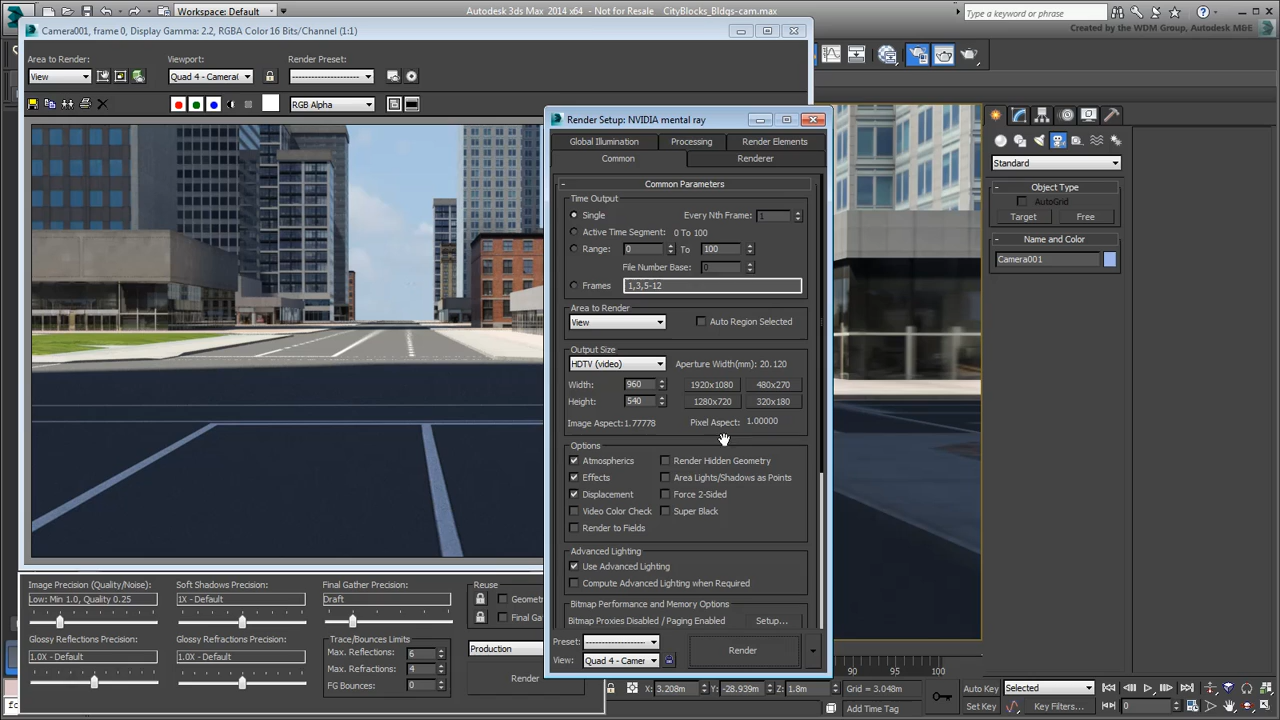 Workspace: Default
Autodesk 3ds Max 2014 x64 - Not for Resale
CityBlocks_Bldgs-cam.max
Type a keyword or phrase
Created by the WDM Group, Autodesk M&E
Camera001, frame 0, Display Gamma: 2.2, RGBA Color 16 Bits/Channel (1:1)
Area to Render:
Viewport:
Render Preset:
View
Quad 4 - Camera
RGB Alpha
Render Setup: NVIDIA mental ray
Global Illumination
Processing
Render Elements
Common
Renderer
- Common Parameters
Time Output
Single
Every Nth Frame: 1
Active Time Segment: 0 To 100
Range: 0 To 100
File Number Base: 0
Frames 1,3,5-12
Area to Render
View
Auto Region Selected
Output Size
HDTV (video)
Aperture Width(mm): 20.120
Width: 960
1920x1080
480x270
Height: 540
1280x720
320x180
Image Aspect: 1.77778
Pixel Aspect: 1.00000
Options
Atmospherics
Render Hidden Geometry
Effects
Area Lights/Shadows as Points
Displacement
Force 2-Sided
Video Color Check
Super Black
Render to Fields
Advanced Lighting
Use Advanced Lighting
Compute Advanced Lighting when Required
Bitmap Performance and Memory Options
Bitmap Proxies Disabled / Paging Enabled
Setup...
Preset:
View: Quad 4 - Camer
Render
Standard
- Object Type
AutoGrid
Target
Free
- Name and Color
Camera001
Image Precision (Quality/Noise):
Soft Shadows Precision:
Final Gather Precision:
Reuse
Low: Min 1.0, Quality 0.25
1X - Default
Draft
Geomet
Final G
Glossy Reflections Precision:
Glossy Refractions Precision:
Trace/Bounces Limits
1.0X - Default
1.0X - Default
Max. Reflections: 6
Max. Refractions: 4
FG Bounces: 0
Production
Render
90
95
100
X: 3.208m
Y: -28.939m
Z: 1.8m
Grid = 3.048m
Add Time Tag
Auto Key
Selected
Set Key
Key Filters...
0